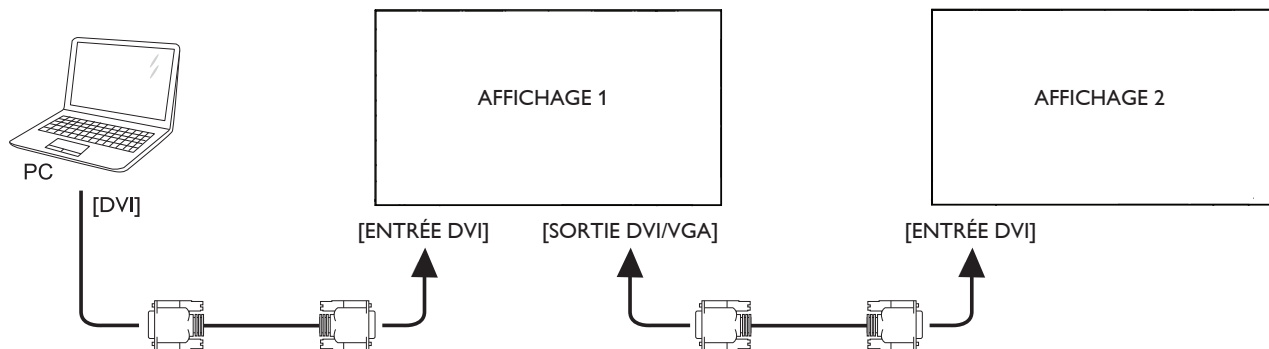 AFFICHAGE 1
AFFICHAGE 2
PC
[DVI]
[ENTRÉE DVI]
[SORTIE DVI/VGA]
[ENTRÉE DVI]